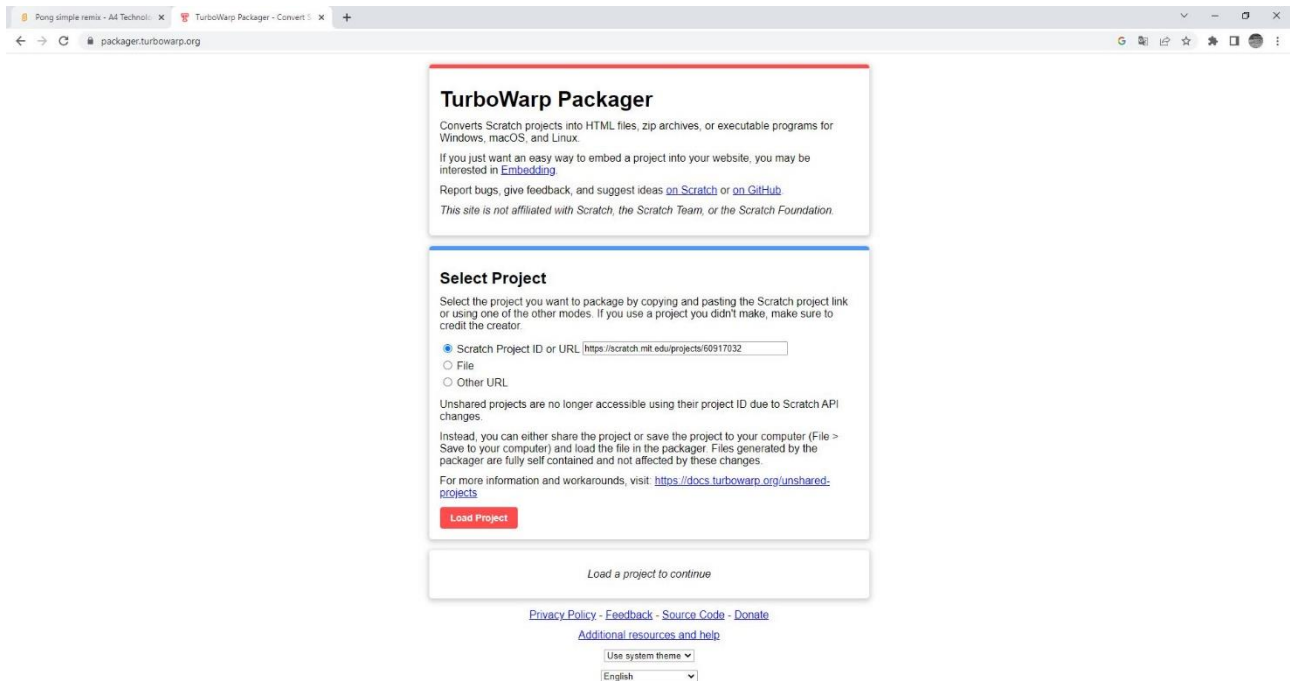 Pong simple remix - A4 Technolo
TurboWarp Packager - Convert S
packager.turbowarp.org
TurboWarp Packager
Converts Scratch projects into HTML files, zip archives, or executable programs for
Windows, macOS, and Linux.
If you just want an easy way to embed a project into your website, you may be
interested in Embedding.
Report bugs, give feedback, and suggest ideas on Scratch or on GitHub.
This site is not affiliated with Scratch, the Scratch Team, or the Scratch Foundation.
Select Project
Select the project you want to package by copying and pasting the Scratch project link
or using one of the other modes. If you use a project you didn't make, make sure to
credit the creator.
Scratch Project ID or URL https://scratch.mit.edu/projects/60917032
File
Other URL
Unshared projects are no longer accessible using their project ID due to Scratch API
changes.
Instead, you can either share the project or save the project to your computer (File >
Save to your computer) and load the file in the packager. Files generated by the
packager are fully self contained and not affected by these changes.
For more information and workarounds, visit: https://docs.turbowarp.org/unshared-
projects
Load Project
Load a project to continue
Privacy Policy - Feedback - Source Code - Donate
Additional resources and help
Use system theme
English